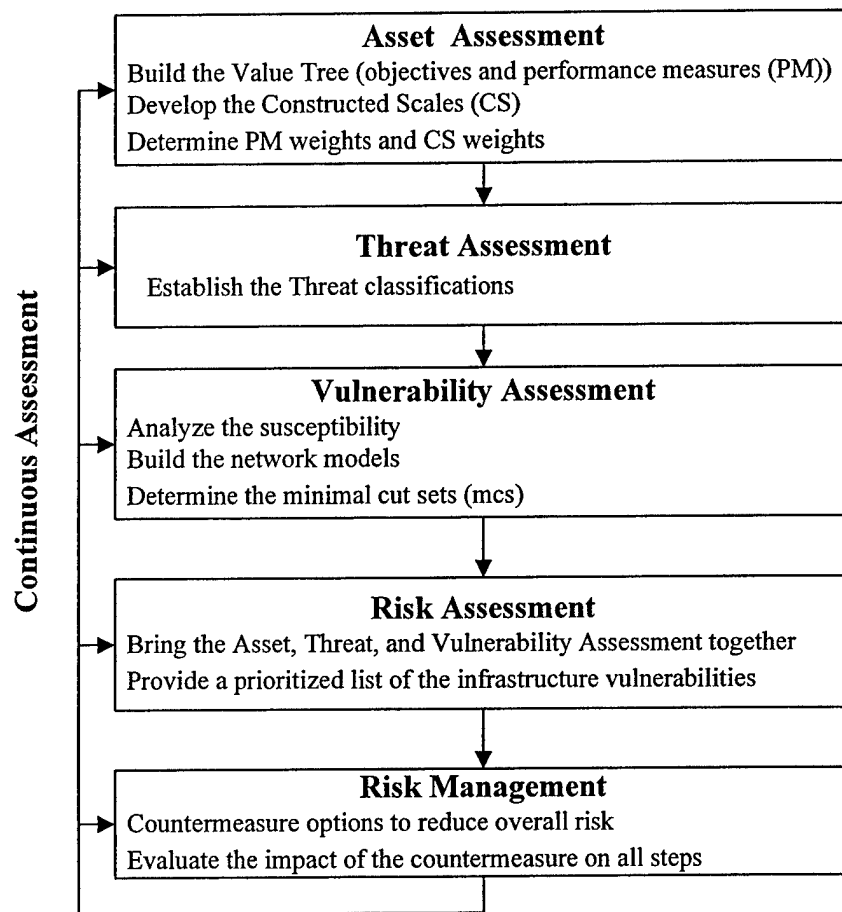 Asset Assessment
Build the Value Tree (objectives and performance measures (PM))
Develop the Constructed Scales (CS)
Determine PM weights and CS weights
Threat Assessment
Establish the Threat classifications
Continuous Assessment
Vulnerability Assessment
Analyze the susceptibility
Build the network models
Determine the minimal cut sets (mcs)
Risk Assessment
Bring the Asset, Threat, and Vulnerability Assessment together
Provide a prioritized list of the infrastructure vulnerabilities
Risk Management
Countermeasure options to reduce overall risk
Evaluate the impact of the countermeasure on all steps